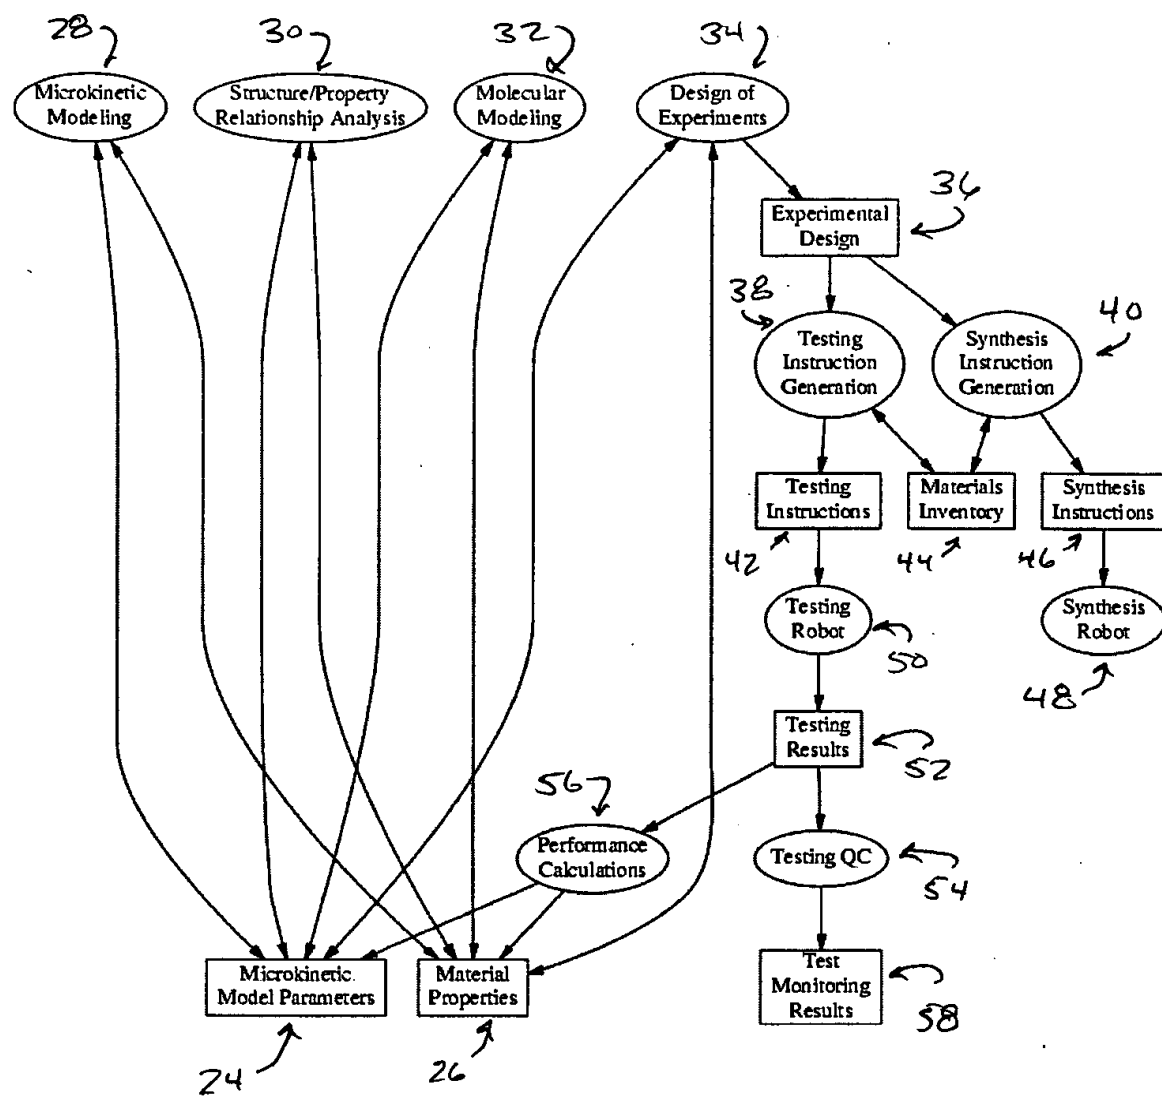 28
30
32
34
Microkinetic
Modeling
Structure/Property
Relationship Analysis
Molecular
Modeling
Design of
Experiments
36
Experimental
Design
38
40
Testing
Instruction
Generation
Synthesis
Instruction
Generation
Testing
Instructions
Materials
Inventory
Synthesis
Instructions
42
44
46
Testing
Robot
Synthesis
Robot
50
48
Testing
Results
52
56
Performance
Calculations
Testing QC
54
Microkinetic
Model Parameters
Material
Properties
Test
Monitoring
Results
58
24
26